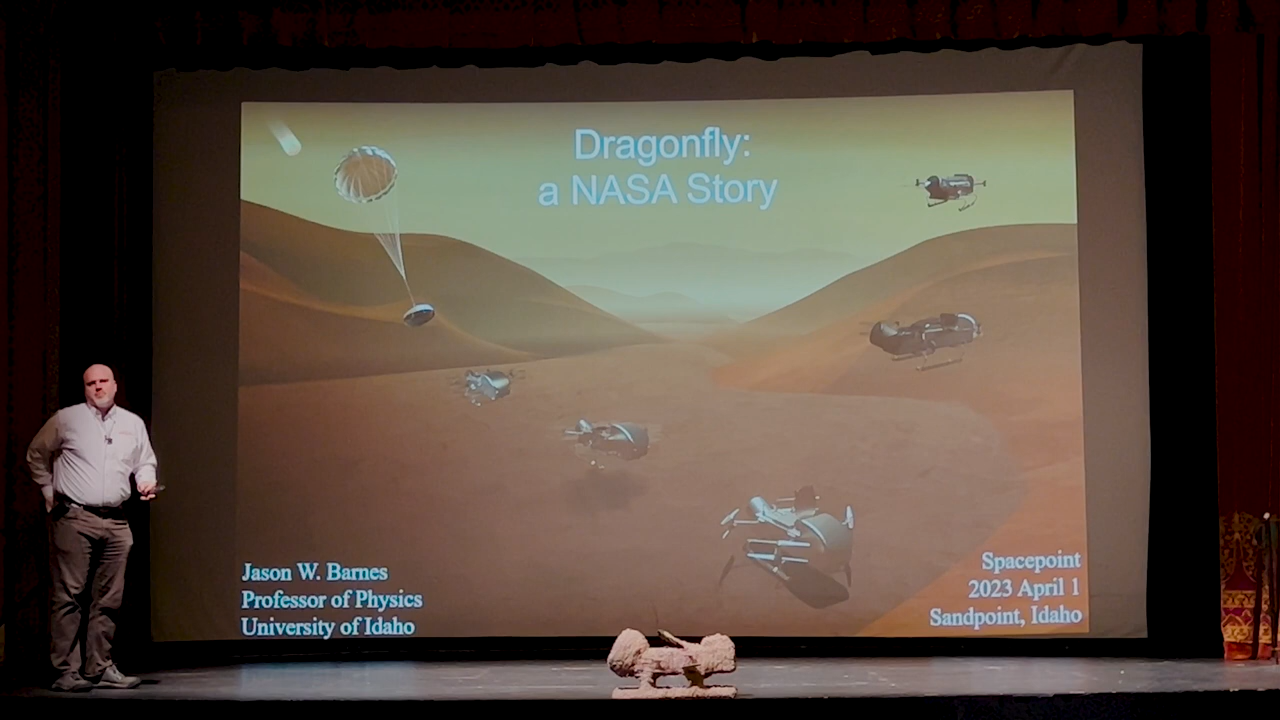 Dragonfly:
a NASA Story
Jason W. Barnes
Professor of Physics
University of Idaho
Spacepoint
2023 April 1
Sandpoint, Idaho